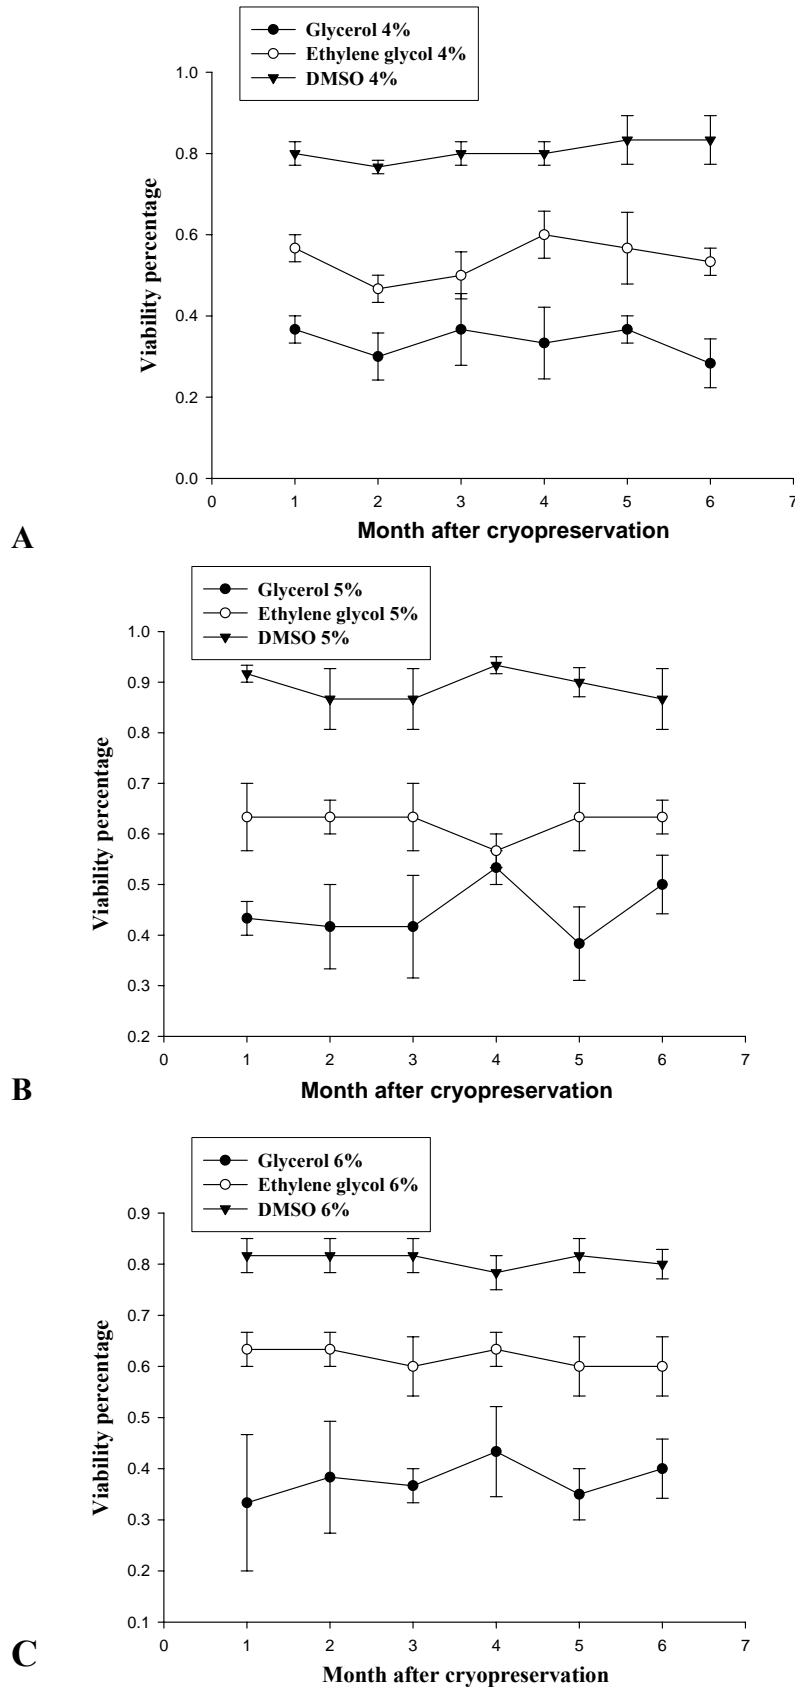 Glycerol 4%
Ethylene glycol 4%
DMSO 4%
1.0
0.8
0.6
0.4
0.2
0.0
Viability percentage
0 1 2 3 4 5 6 7
Month after cryopreservation
A
Glycerol 5%
Ethylene glycol 5%
DMSO 5%
1.0
0.9
0.8
0.7
0.6
0.5
0.4
0.3
0.2
Viability percentage
0 1 2 3 4 5 6 7
Month after cryopreservation
B
Glycerol 6%
Ethylene glycol 6%
DMSO 6%
0.9
0.8
0.7
0.6
0.5
0.4
0.3
0.2
0.1
Viability percentage
0 1 2 3 4 5 6 7
Month after cryopreservation
C